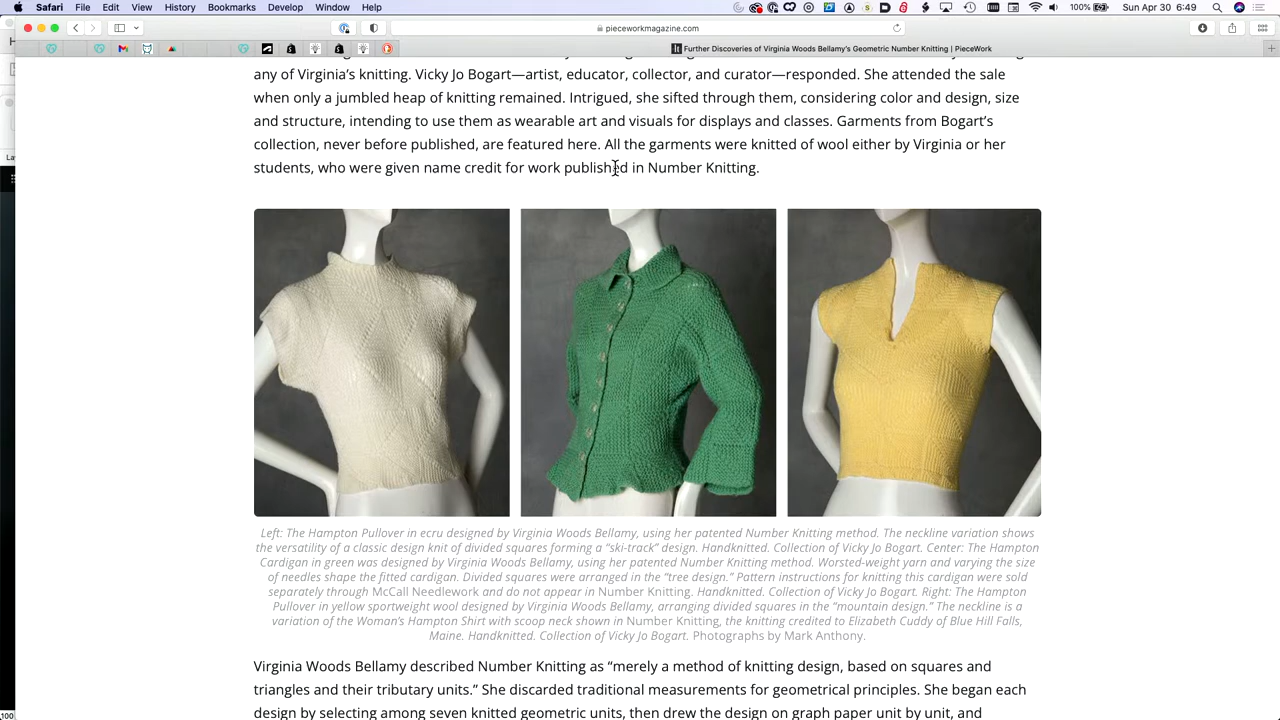 Safari File Edit View History Bookmarks Develop Window Help 100% Sun Apr 30 6:49
pieceworkmagazine.com
Further Discoveries of Virginia Woods Bellamy's Geometric Number Knitting | PieceWork
any of Virginia’s knitting. Vicky Jo Bogart—artist, educator, collector, and curator—responded. She attended the sale
when only a jumbled heap of knitting remained. Intrigued, she sifted through them, considering color and design, size
and structure, intending to use them as wearable art and visuals for displays and classes. Garments from Bogart’s
collection, never before published, are featured here. All the garments were knitted of wool either by Virginia or her
students, who were given name credit for work published in Number Knitting.
Left: The Hampton Pullover in ecru designed by Virginia Woods Bellamy, using her patented Number Knitting method. The neckline variation shows
the versatility of a classic design knit of divided squares forming a “ski-track” design. Handknitted. Collection of Vicky Jo Bogart. Center: The Hampton
Cardigan in green was designed by Virginia Woods Bellamy, using her patented Number Knitting method. Worsted-weight yarn and varying the size
of needles shape the fitted cardigan. Divided squares were arranged in the “tree design.” Pattern instructions for knitting this cardigan were sold
separately through McCall Needlework and do not appear in Number Knitting. Handknitted. Collection of Vicky Jo Bogart. Right: The Hampton
Pullover in yellow sportweight wool designed by Virginia Woods Bellamy, arranging divided squares in the “mountain design.” The neckline is a
variation of the Woman’s Hampton Shirt with scoop neck shown in Number Knitting, the knitting credited to Elizabeth Cuddy of Blue Hill Falls,
Maine. Handknitted. Collection of Vicky Jo Bogart. Photographs by Mark Anthony.
Virginia Woods Bellamy described Number Knitting as “merely a method of knitting design, based on squares and
triangles and their tributary units.” She discarded traditional measurements for geometrical principles. She began each
design by selecting among seven knitted geometric units, then drew the design on graph paper unit by unit, and